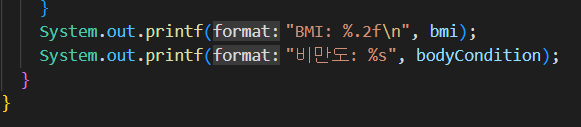 }
System.out.printf(format: "BMI: %.2f\n", bmi);
System.out.printf(format: "비만도: %s", bodyCondition);
}
}